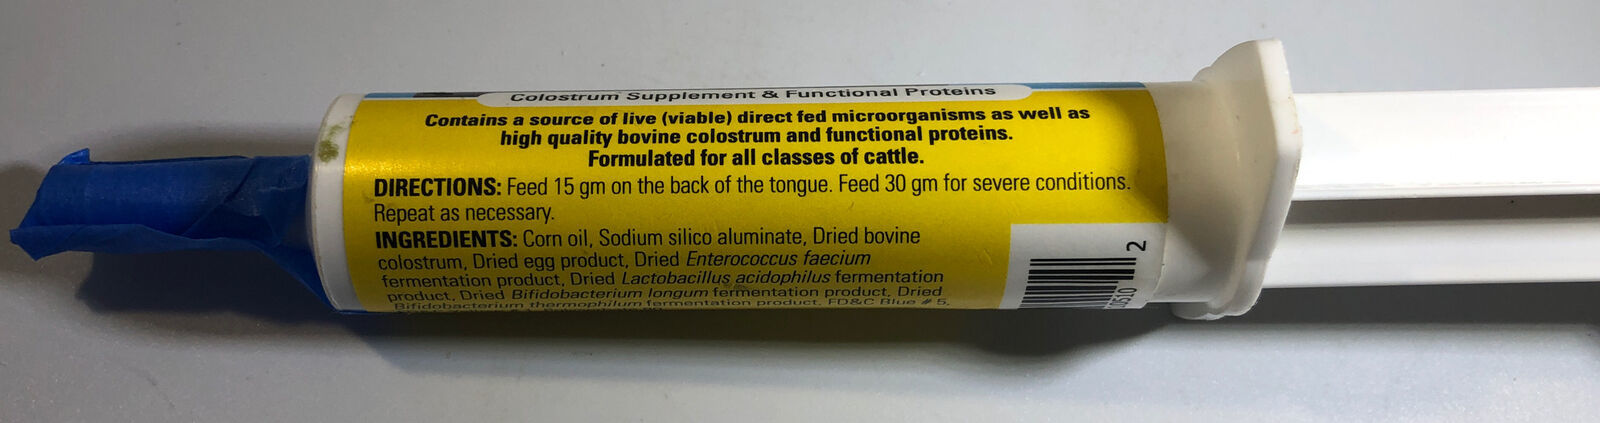 Colostrum Supplement & Functional Proteins
Contains a source of live (viable) direct fed microorganisms as well as
high quality bovine colostrum and functional proteins.
Formulated for all classes of cattle.
DIRECTIONS: Feed 15 gm on the back of the tongue. Feed 30 gm for severe conditions.
Repeat as necessary.
INGREDIENTS: Corn oil, Sodium silico aluminate, Dried bovine
colostrum, Dried egg product, Dried Enterococcus faecium
fermentation product, Dried Lactobacillus acidophilus fermentation
product, Dried Bifidobacterium longum fermentation product, Dried
Bifidobacterium thermophilum fermentation product, FD&C Blue # 5,
2